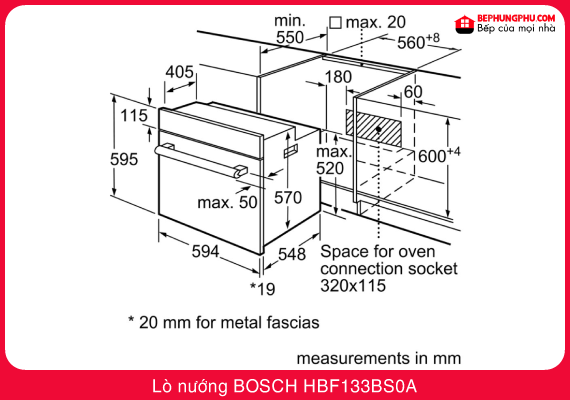 BEPHUNGPHU.COM
Bếp của mọi nhà
min.
550
max. 20
560+8
405
180
60
115
595
max.
520
600+4
max. 50
570
594
548
*19
Space for oven
connection socket
320x115
* 20 mm for metal fascias
measurements in mm
Lò nướng BOSCH HBF133BS0A